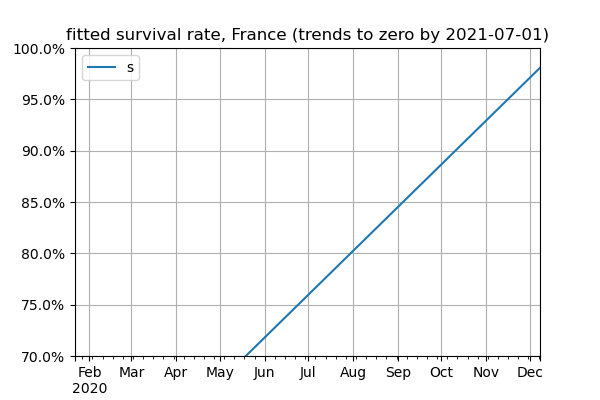 fitted survival rate, France (trends to zero by 2021-07-01)
100.0%
95.0%
90.0%
85.0%
80.0%
75.0%
70.0%
s
Feb Mar Apr May Jun Jul Aug Sep Oct Nov Dec
2020